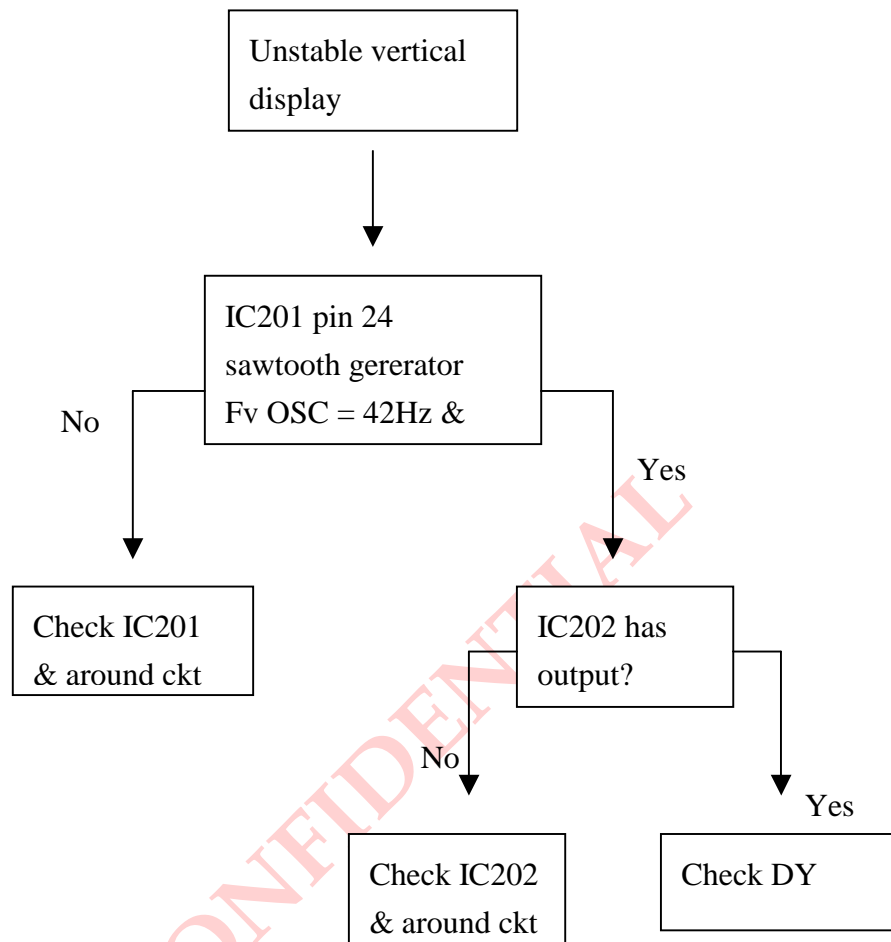 Unstable vertical
display
IC201 pin 24
sawtooth gererator
Fv OSC = 42Hz &
No
Yes
Check IC201
& around ckt
IC202 has
output?
No
Yes
Check IC202
& around ckt
Check DY
ONFIDENTIAL